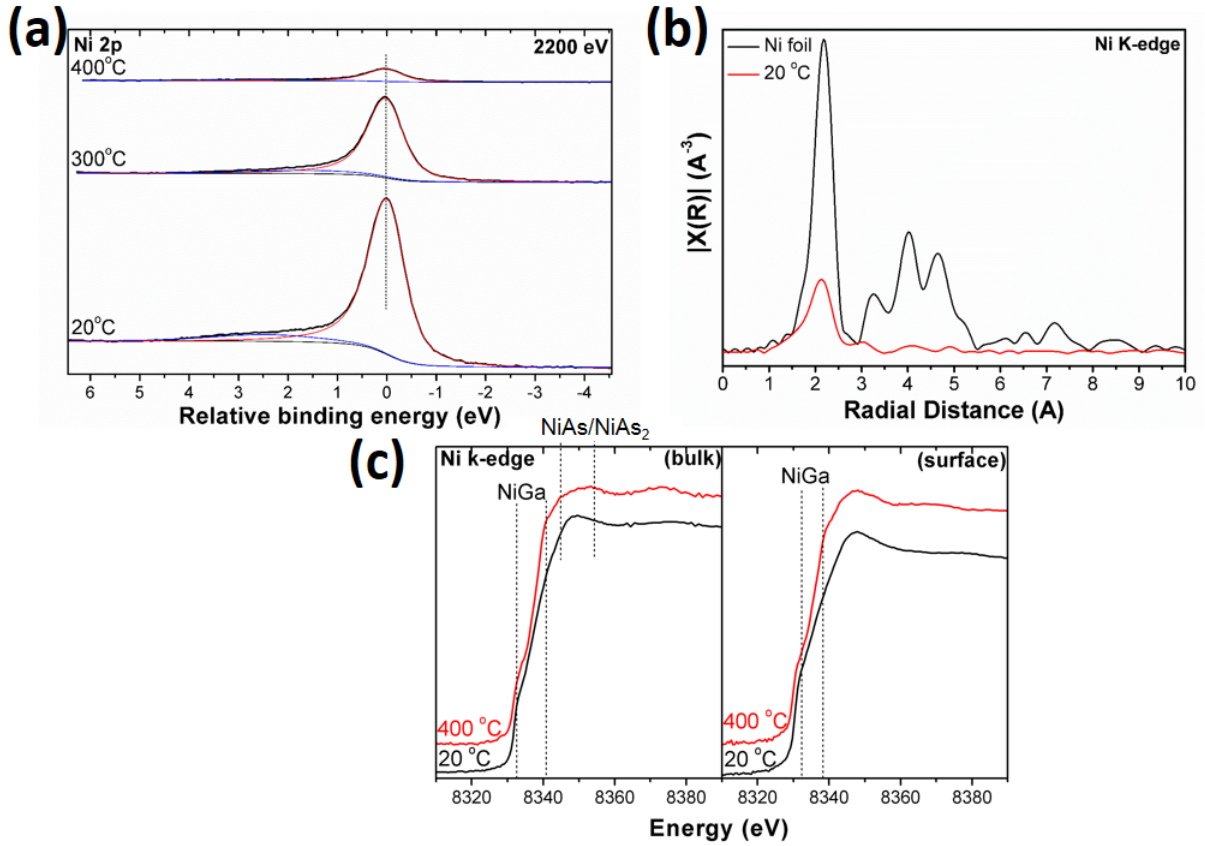 (a)
Ni 2p
2200 eV
400°C
300°C
20°C
6 5 4 3 2 1 0 -1 -2 -3 -4
Relative binding energy (eV)
(b)
Ni foil
20 °C
Ni K-edge
|X(R)| (A⁻³)
0 1 2 3 4 5 6 7 8 9 10
Radial Distance (A)
(c)
NiAs/NiAs₂
Ni k-edge
(bulk)
NiGa
400 °C
20 °C
8320 8340 8360 8380
(surface)
NiGa
400 °C
20 °C
8320 8340 8360 8380
Energy (eV)